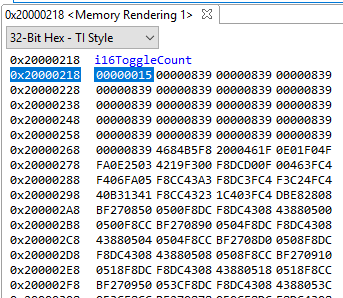 0x20000218 <Memory Rendering 1>
32-Bit Hex - TI Style
0x20000218 i16ToggleCount
0x20000218 00000015 00000839 00000839 00000839
0x20000228 00000839 00000839 00000839 00000839
0x20000238 00000839 00000839 00000839 00000839
0x20000248 00000839 00000839 00000839 00000839
0x20000258 00000839 00000839 00000839 00000839
0x20000268 00000839 4684B5F8 2000461F 0E01F04F
0x20000278 FA0E2503 4219F300 F8DCD00F 00463FC4
0x20000288 F406FA05 F8CC43A3 F8DC3FC4 F3C24FC4
0x20000298 40B31341 F8CC4323 1C403FC4 DBE82808
0x200002A8 BF270850 0500F8DC F8DC4308 43880500
0x200002B8 0500F8CC BF270890 0504F8DC F8DC4308
0x200002C8 43880504 0504F8CC BF2708D0 0508F8DC
0x200002D8 F8DC4308 43880508 0508F8CC BF270910
0x200002E8 0518F8DC F8DC4308 43880518 0518F8CC
0x200002F8 BF270950 053CF8DC F8DC4308 4388053C